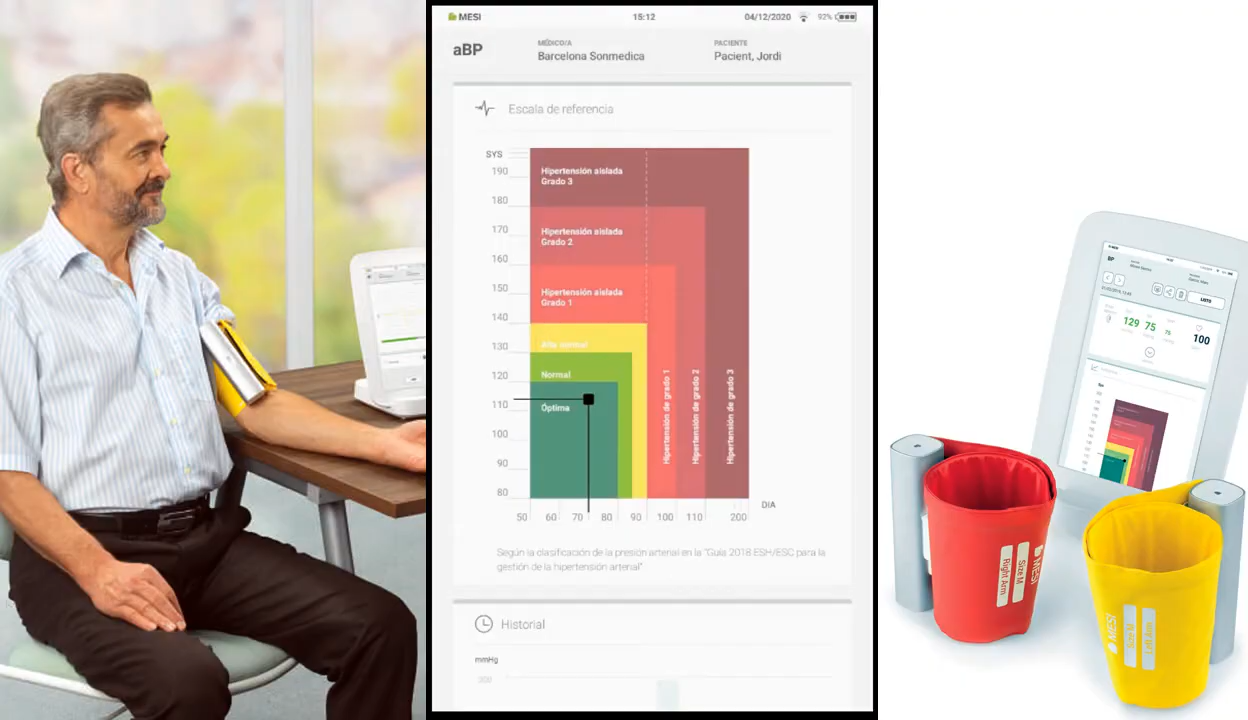 MESI
15:12
04/12/2020
92%
aBP
MÉDICO/A
Barcelona Sonmedica
PACIENTE
Pacient, Jordi
Escala de referencia
SYS
190
180
170
160
150
140
130
120
110
100
90
80
Hipertensión aislada
Grado 3
Hipertensión aislada
Grado 2
Hipertensión aislada
Grado 1
Alta normal
Normal
Óptima
Hipertensión de grado 1
Hipertensión de grado 2
Hipertensión de grado 3
50 60 70 80 90 100 110 200
DIA
Según la clasificación de la presión arterial en la "Guía 2018 ESH/ESC para la
gestión de la hipertensión arterial"
Historial
mmHg
300
BP
LISTO
129 75 75 100
MESI
Size M
Right Arm
MESI
Size M
Left Arm